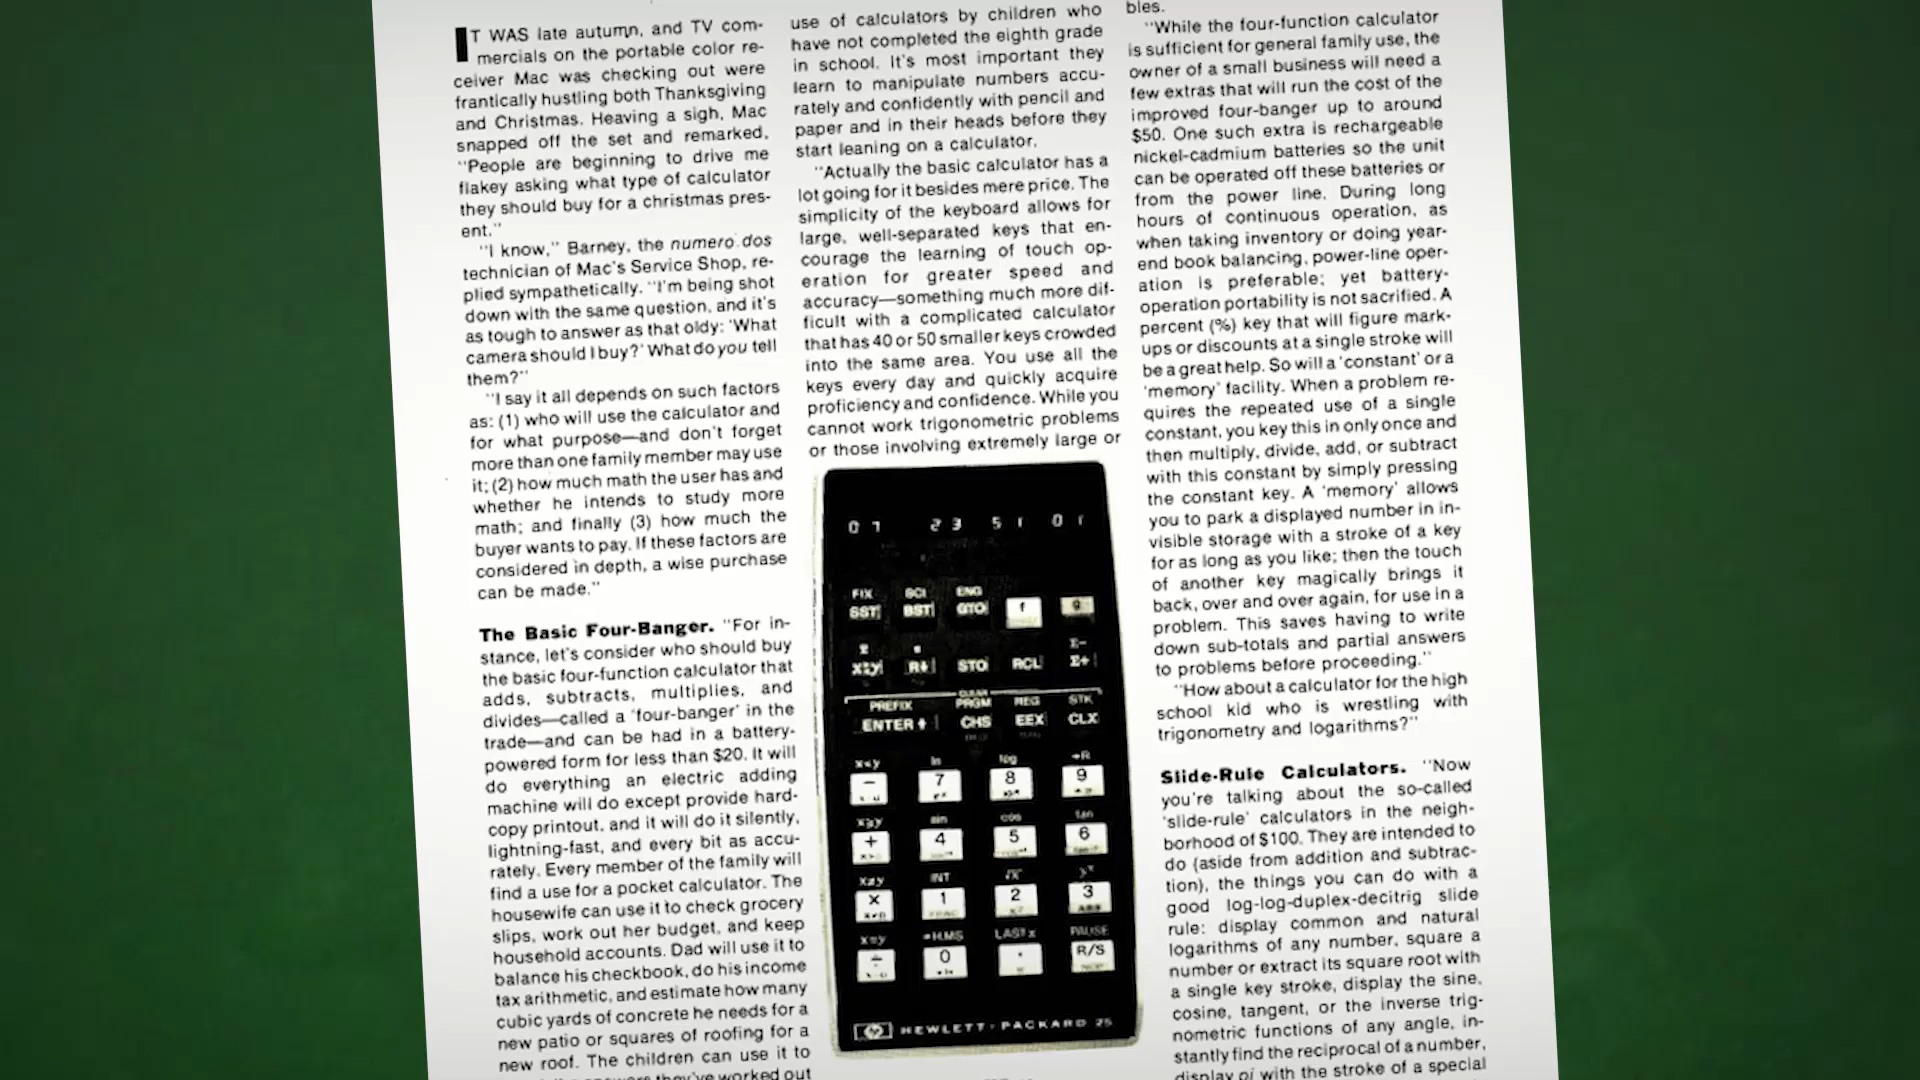 IT WAS late autumn, and TV com-
mercials on the portable color re-
ceiver Mac was checking out were
frantically hustling both Thanksgiving
and Christmas. Heaving a sigh, Mac
snapped off the set and remarked,
"People are beginning to drive me
flakey asking what type of calculator
they should buy for a christmas pres-
ent."
"I know," Barney, the numero dos
technician of Mac's Service Shop, re-
plied sympathetically. "I'm being shot
down with the same question, and it's
as tough to answer as that oldy: 'What
camera should I buy?' What do you tell
them?"
"I say it all depends on such factors
as: (1) who will use the calculator and
for what purpose—and don't forget
more than one family member may use
it; (2) how much math the user has and
whether he intends to study more
math; and finally (3) how much the
buyer wants to pay. If these factors are
considered in depth, a wise purchase
can be made."
The Basic Four-Banger. "For in-
stance, let's consider who should buy
the basic four-function calculator that
adds, subtracts, multiplies, and
divides—called a 'four-banger' in the
trade—and can be had in a battery-
powered form for less than $20. It will
do everything an electric adding
machine will do except provide hard-
copy printout, and it will do it silently,
lightning-fast, and every bit as accu-
rately. Every member of the family will
find a use for a pocket calculator. The
housewife can use it to check grocery
slips, work out her budget, and keep
household accounts. Dad will use it to
balance his checkbook, do his income
tax arithmetic, and estimate how many
cubic yards of concrete he needs for a
new patio or squares of roofing for a
new roof. The children can use it to
answers they've worked out
use of calculators by children who
have not completed the eighth grade
in school. It's most important they
learn to manipulate numbers accu-
rately and confidently with pencil and
paper and in their heads before they
start leaning on a calculator.
"Actually the basic calculator has a
lot going for it besides mere price. The
simplicity of the keyboard allows for
large, well-separated keys that en-
courage the learning of touch op-
eration for greater speed and
accuracy—something much more dif-
ficult with a complicated calculator
that has 40 or 50 smaller keys crowded
into the same area. You use all the
keys every day and quickly acquire
proficiency and confidence. While you
cannot work trigonometric problems
or those involving extremely large or
07 23 51 01
FIX SCI ENG
SST BST GTO f g
Σ-
x≷y R↓ STO RCL Σ+
CLEAR
PREFIX PRGM REG STK
ENTER↑ CHS EEX CLX
x<y ln log →R
− 7 8 9
x≥y sin cos tan
+ 4 5 6
x≠y INT √x yˣ
× 1 2 3
x=y →H.MS LAST x PAUSE
÷ 0 . R/S
hp HEWLETT·PACKARD 25
bles.
"While the four-function calculator
is sufficient for general family use, the
owner of a small business will need a
few extras that will run the cost of the
improved four-banger up to around
$50. One such extra is rechargeable
nickel-cadmium batteries so the unit
can be operated off these batteries or
from the power line. During long
hours of continuous operation, as
when taking inventory or doing year-
end book balancing, power-line oper-
ation is preferable; yet battery-
operation portability is not sacrified. A
percent (%) key that will figure mark-
ups or discounts at a single stroke will
be a great help. So will a 'constant' or a
'memory' facility. When a problem re-
quires the repeated use of a single
constant, you key this in only once and
then multiply, divide, add, or subtract
with this constant by simply pressing
the constant key. A 'memory' allows
you to park a displayed number in in-
visible storage with a stroke of a key
for as long as you like; then the touch
of another key magically brings it
back, over and over again, for use in a
problem. This saves having to write
down sub-totals and partial answers
to problems before proceeding."
"How about a calculator for the high
school kid who is wrestling with
trigonometry and logarithms?"
Slide-Rule Calculators. "Now
you're talking about the so-called
'slide-rule' calculators in the neigh-
borhood of $100. They are intended to
do (aside from addition and subtrac-
tion), the things you can do with a
good log-log-duplex-decitrig slide
rule: display common and natural
logarithms of any number, square a
number or extract its square root with
a single key stroke, display the sine,
cosine, tangent, or the inverse trig-
nometric functions of any angle, in-
stantly find the reciprocal of a number,
display pi with the stroke of a special